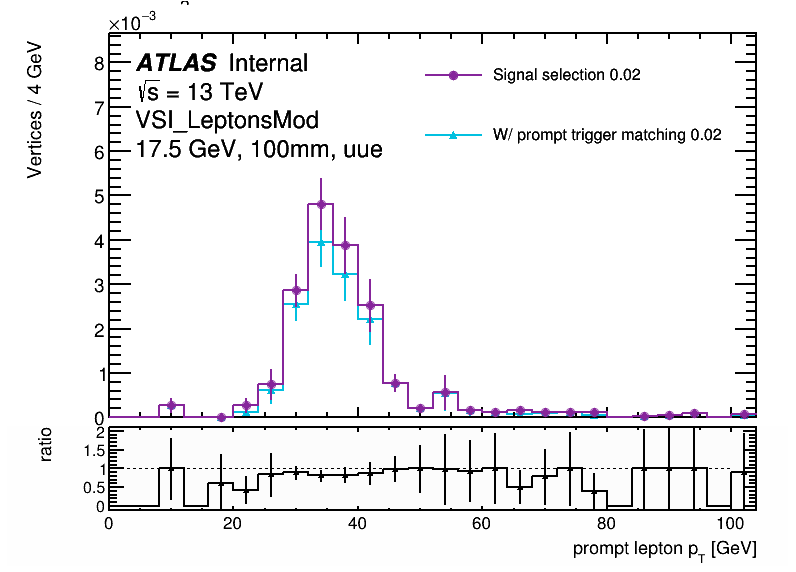 ×10⁻³
Vertices / 4 GeV
8
7
6
5
4
3
2
1
0
ATLAS Internal
√s = 13 TeV
VSI_LeptonsMod
17.5 GeV, 100mm, uue
Signal selection 0.02
W/ prompt trigger matching 0.02
ratio
2
1.5
1
0.5
0
0 20 40 60 80 100
prompt lepton p_T [GeV]